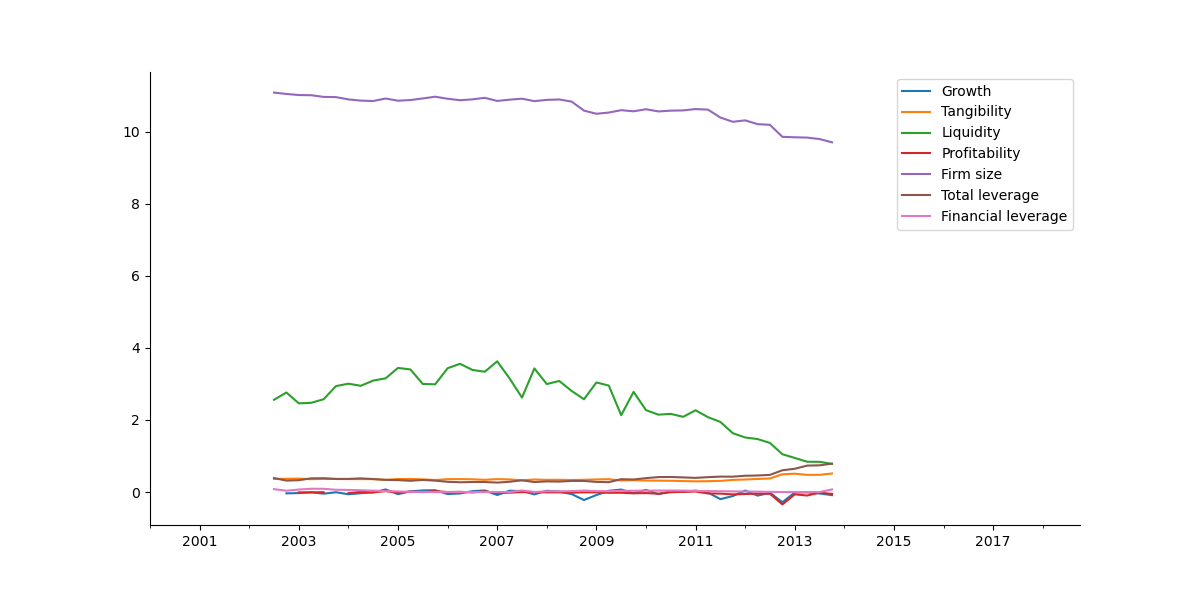 Growth
Tangibility
Liquidity
Profitability
Firm size
Total leverage
Financial leverage
10
8
6
4
2
0
2001 2003 2005 2007 2009 2011 2013 2015 2017